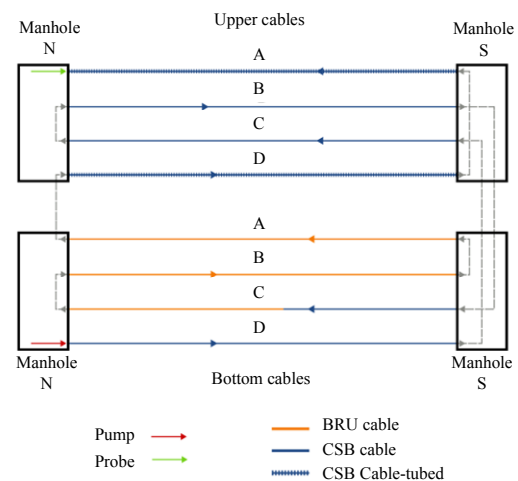 Upper cables
Manhole
N
Manhole
S
A
B
C
D
A
B
C
D
Manhole
N
Manhole
S
Bottom cables
Pump
Probe
BRU cable
CSB cable
CSB Cable-tubed